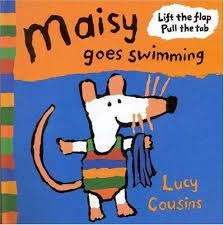 maisy
goes swimming
Lift the flap
Pull the tab
Lucy
Cousins